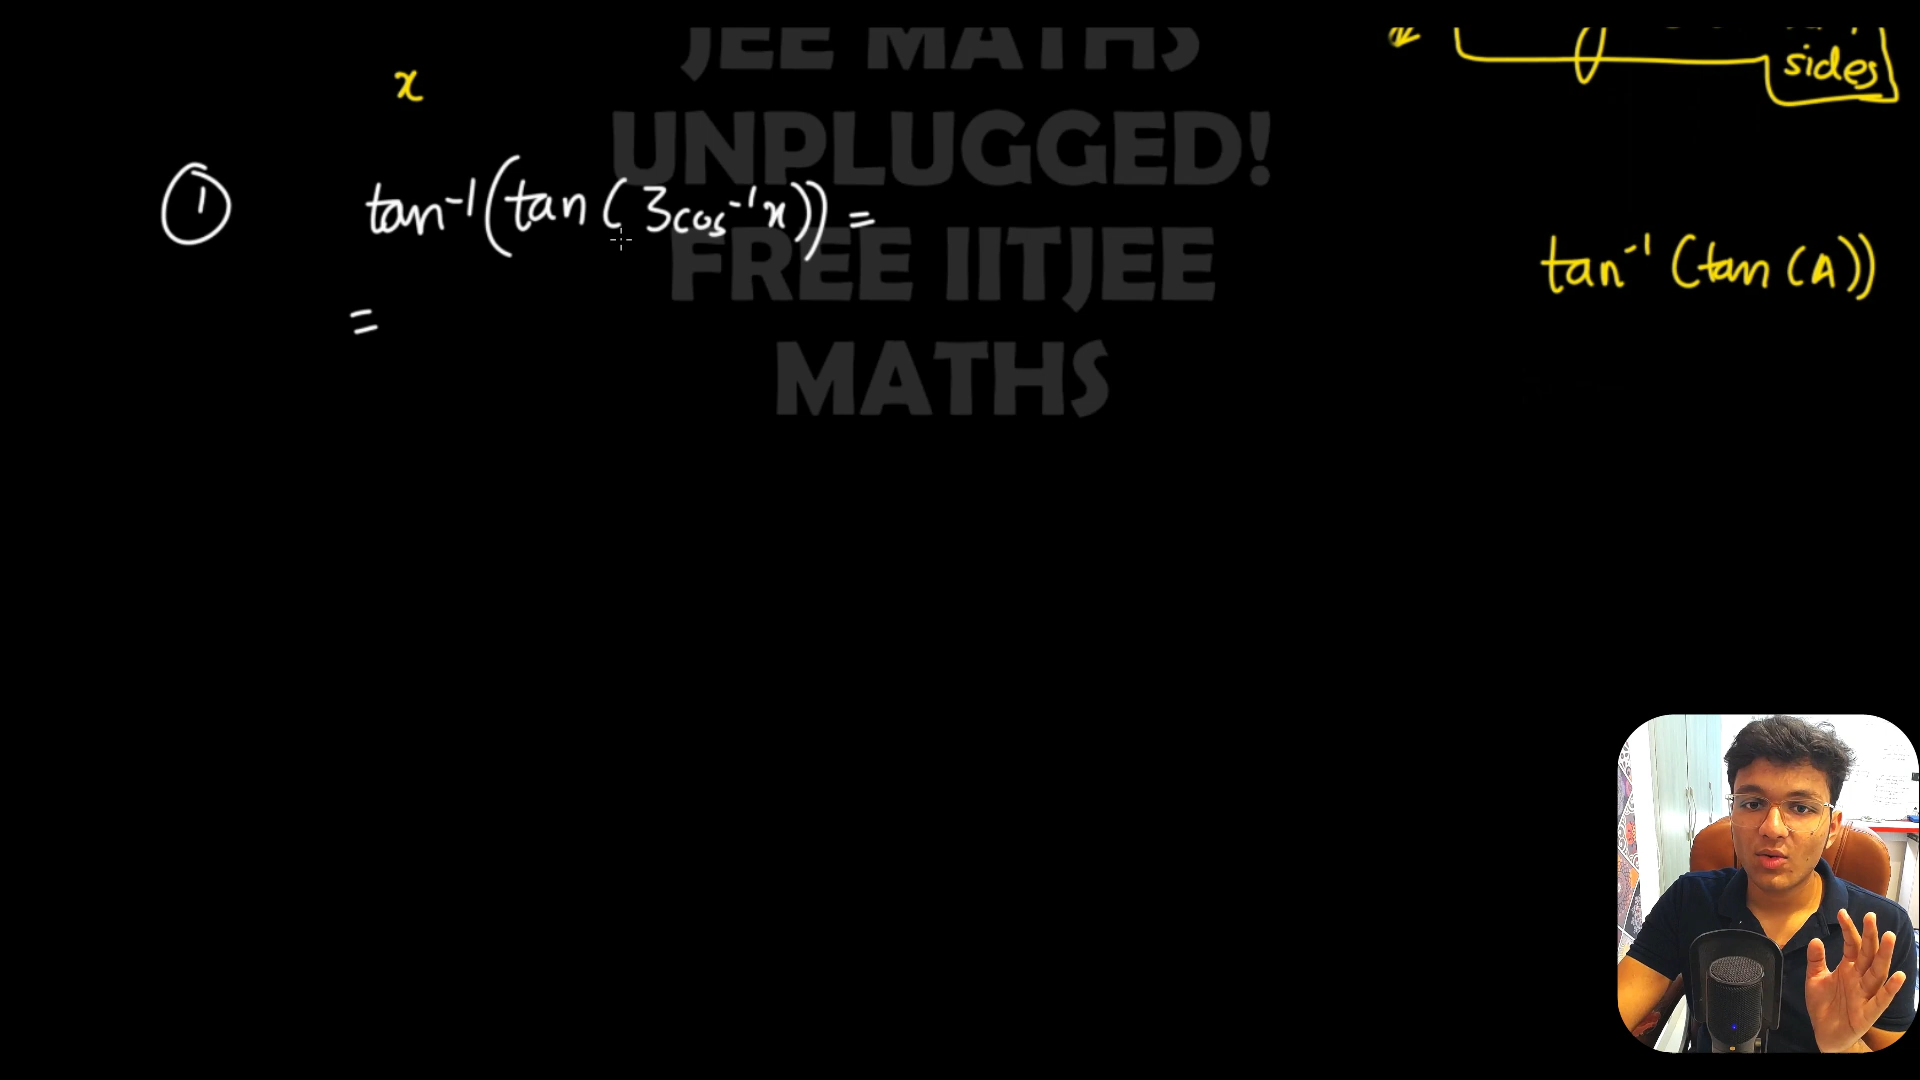 JEE MATHS
UNPLUGGED!
FREE IITJEE
MATHS
sides
x
① tan⁻¹(tan(3cos⁻¹x)) =
tan⁻¹(tan(A))
=